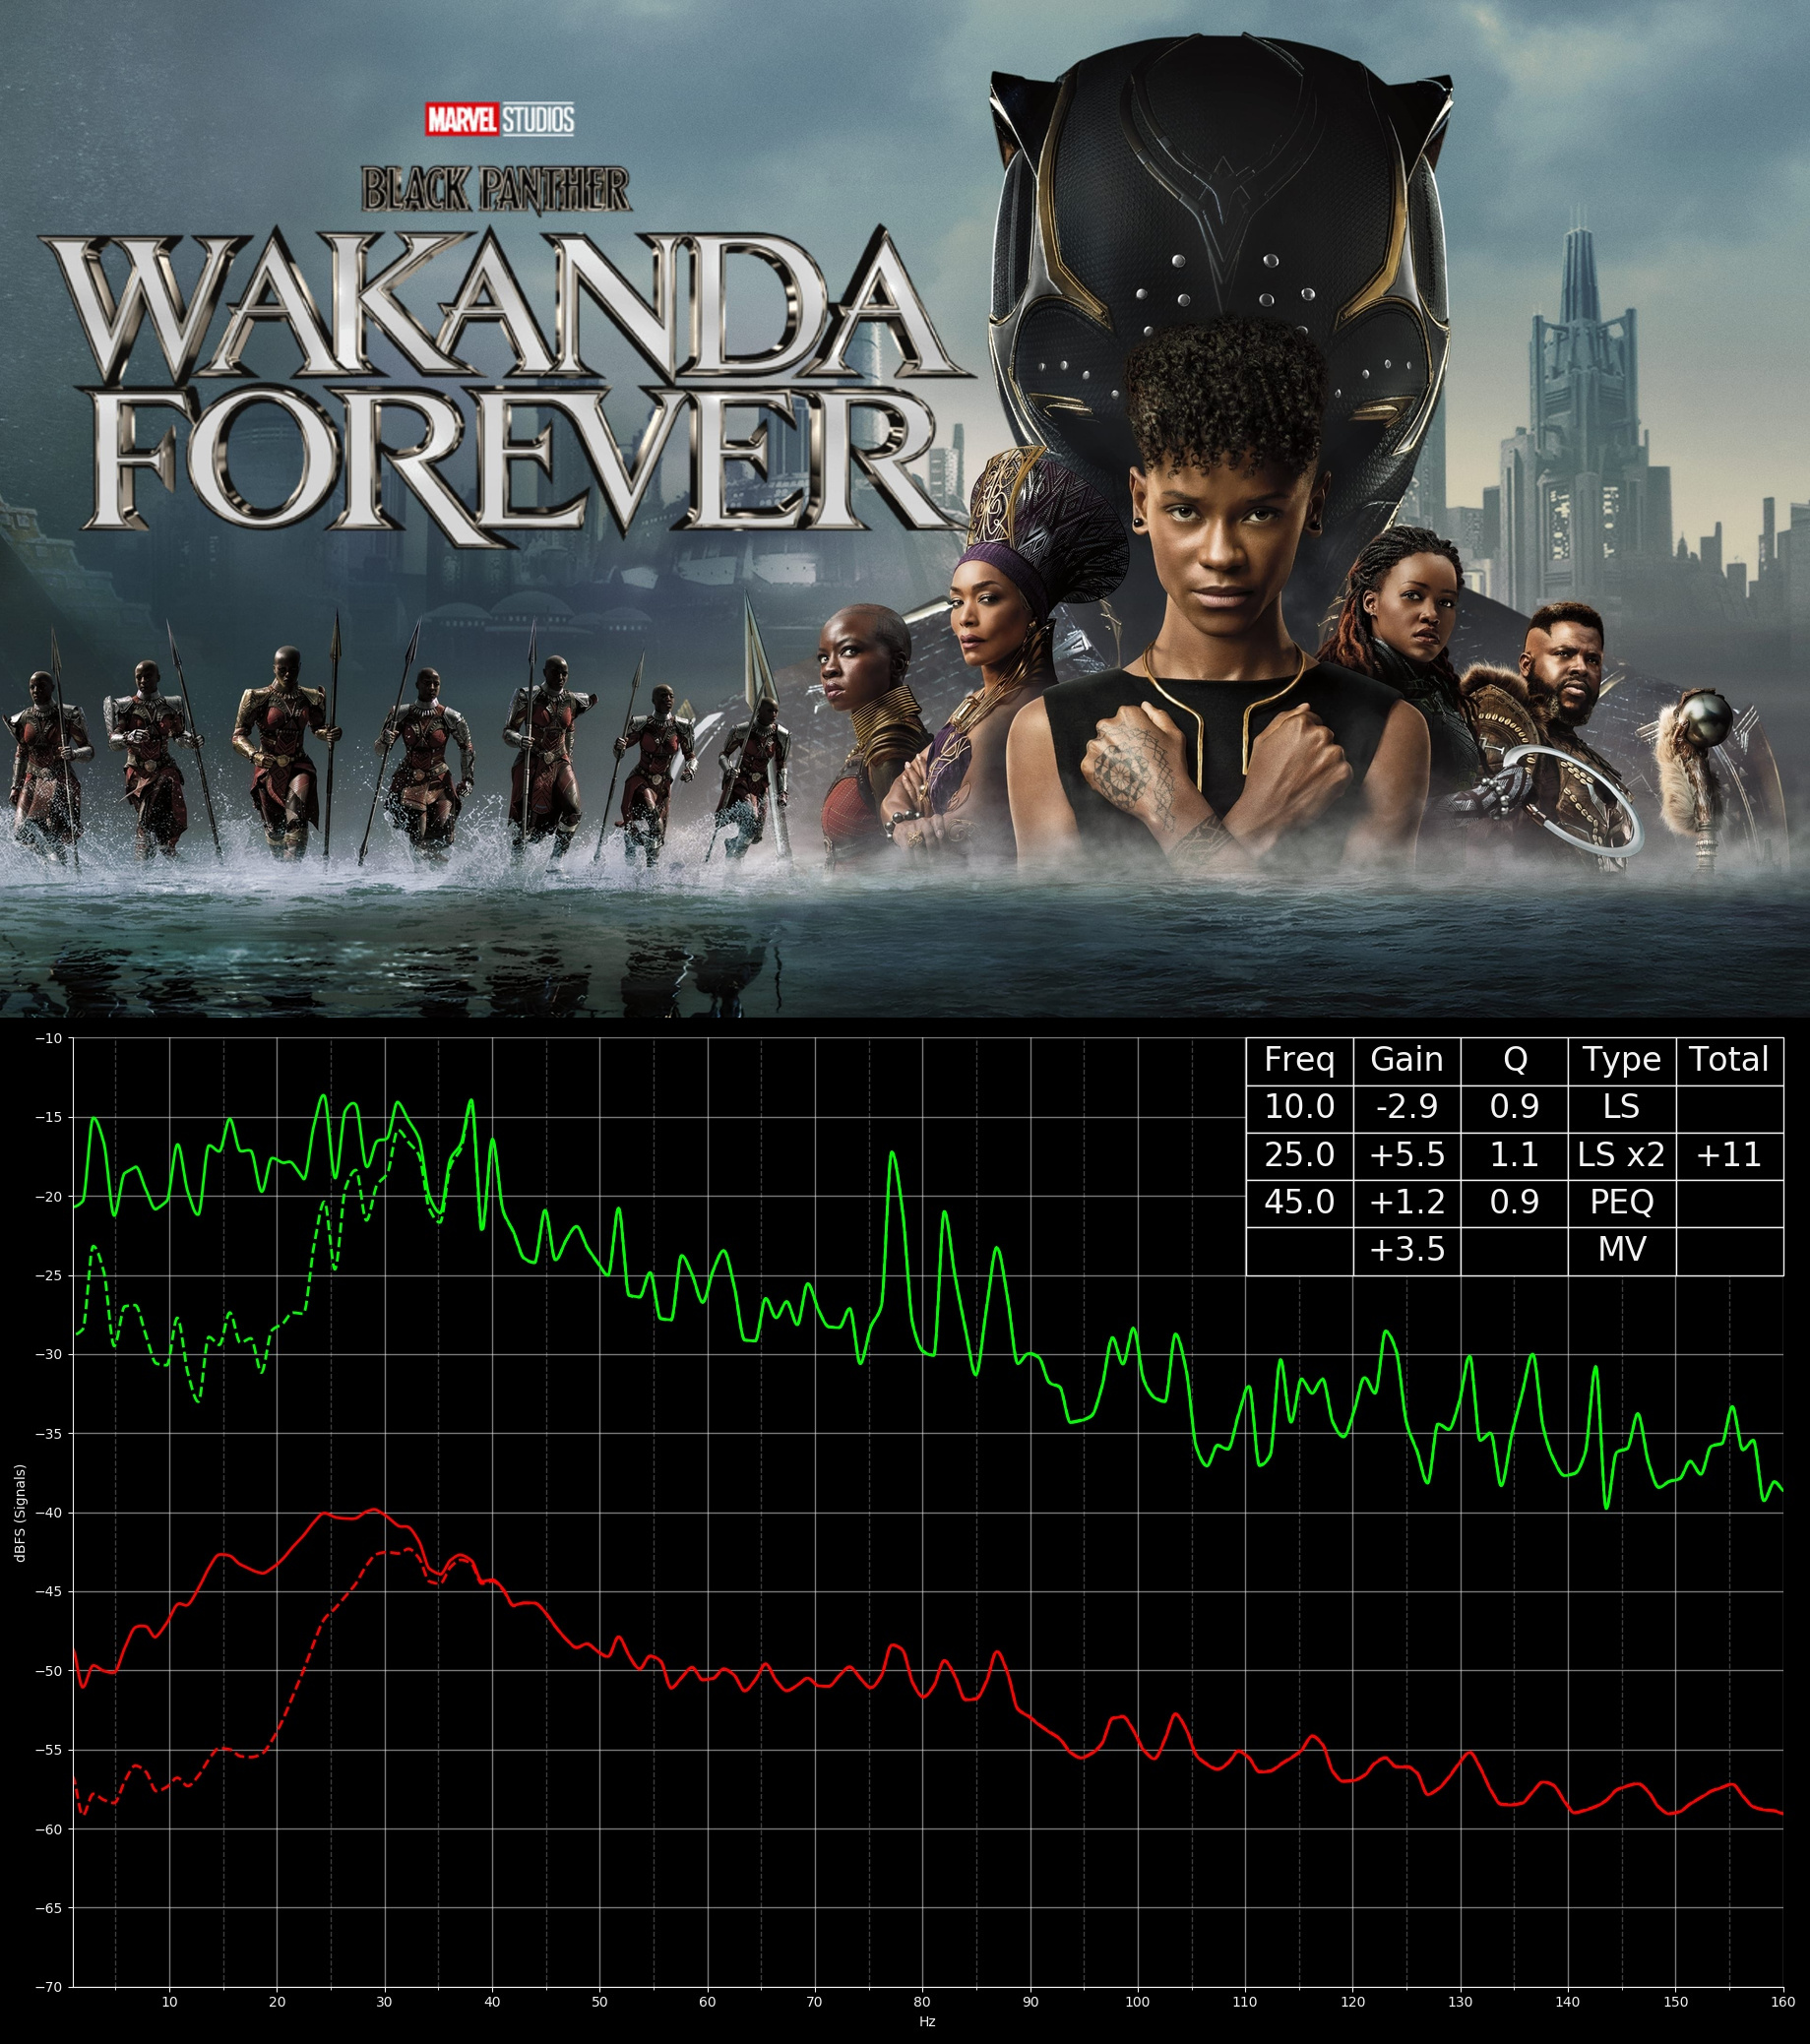 MARVEL STUDIOS
BLACK PANTHER
WAKANDA
FOREVER
Freq Gain Q Type Total
10.0 -2.9 0.9 LS
25.0 +5.5 1.1 LS x2 +11
45.0 +1.2 0.9 PEQ
+3.5 MV
−10
−15
−20
−25
−30
−35
−40
−45
−50
−55
−60
−65
−70
dBFS (Signals)
10 20 30 40 50 60 70 80 90 100 110 120 130 140 150 160
Hz